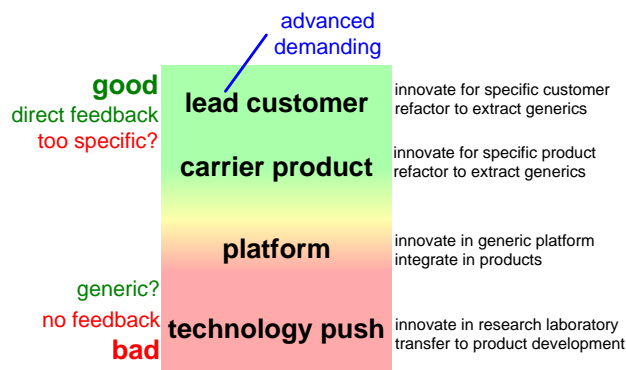 advanced
demanding
good
direct feedback
too specific?
lead customer
innovate for specific customer
refactor to extract generics
carrier product
innovate for specific product
refactor to extract generics
platform
innovate in generic platform
integrate in products
generic?
no feedback
bad
technology push
innovate in research laboratory
transfer to product development